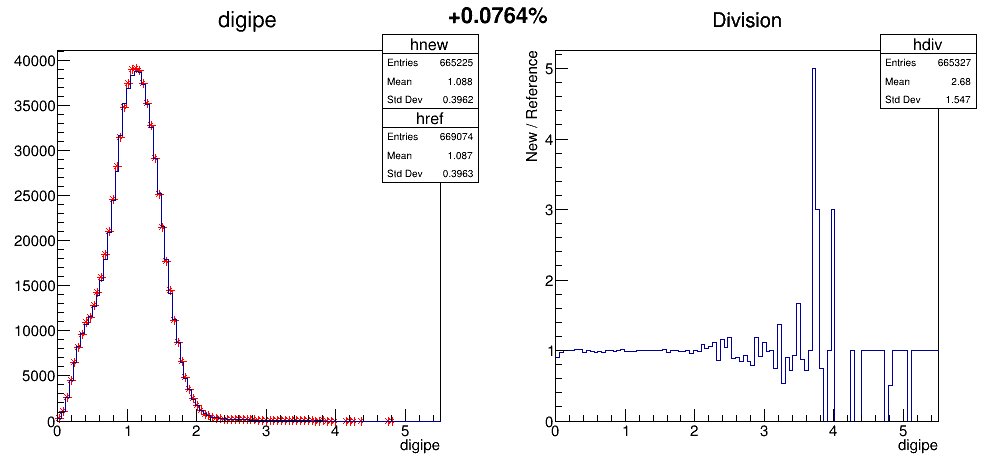 +0.0764%
digipe
hnew
Entries 665225
Mean 1.088
Std Dev 0.3962
href
Entries 669074
Mean 1.087
Std Dev 0.3963
40000
35000
30000
25000
20000
15000
10000
5000
0
0 1 2 3 4 5
digipe
Division
hdiv
Entries 665327
Mean 2.68
Std Dev 1.547
New / Reference
5
4
3
2
1
0
0 1 2 3 4 5
digipe